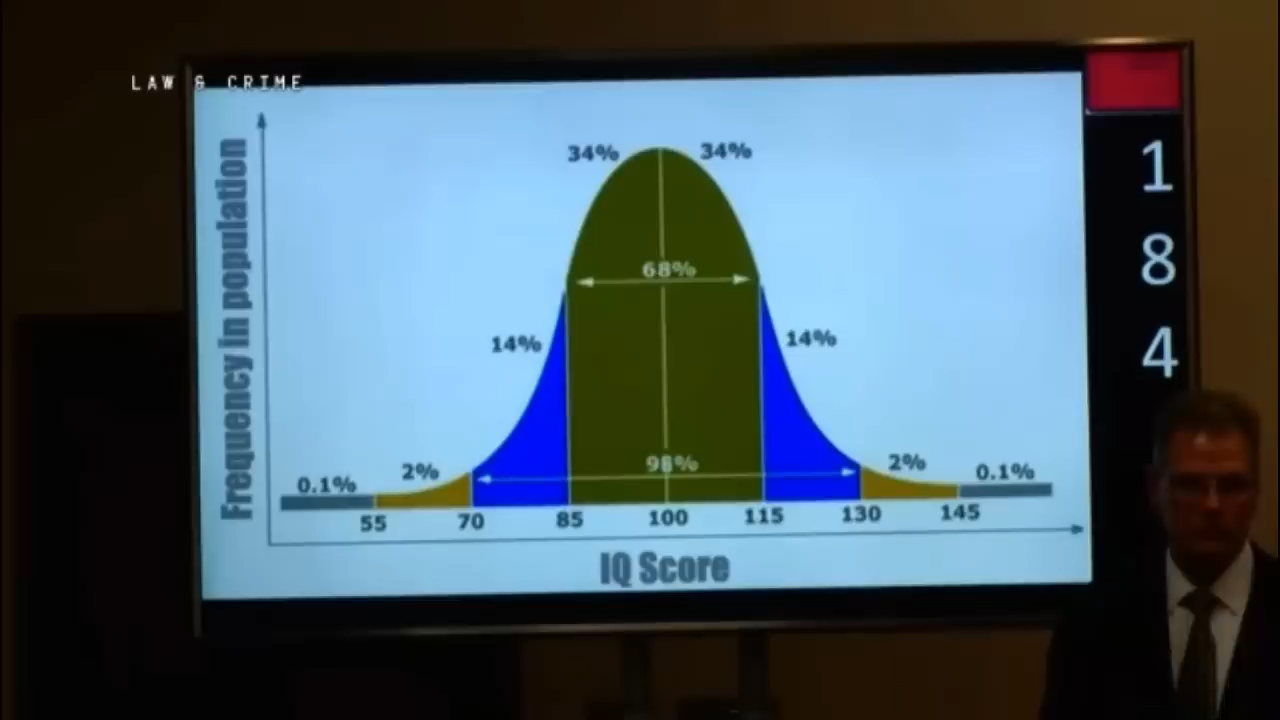 LAW & CRIME
Frequency in population
34% 34%
68%
14% 14%
98%
0.1% 2% 2% 0.1%
55 70 85 100 115 130 145
IQ Score
1
8
4